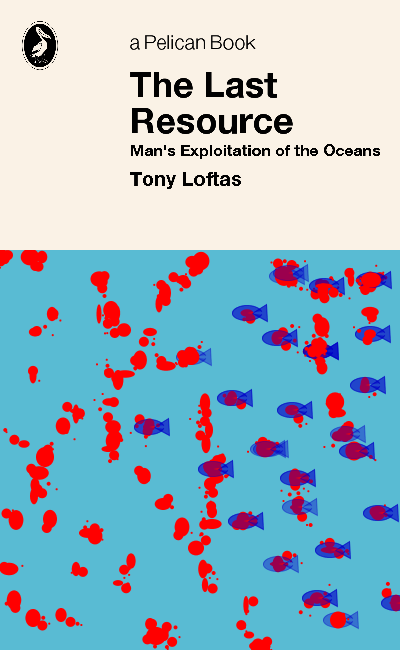 a Pelican Book
The Last
Resource
Man's Exploitation of the Oceans
Tony Loftas